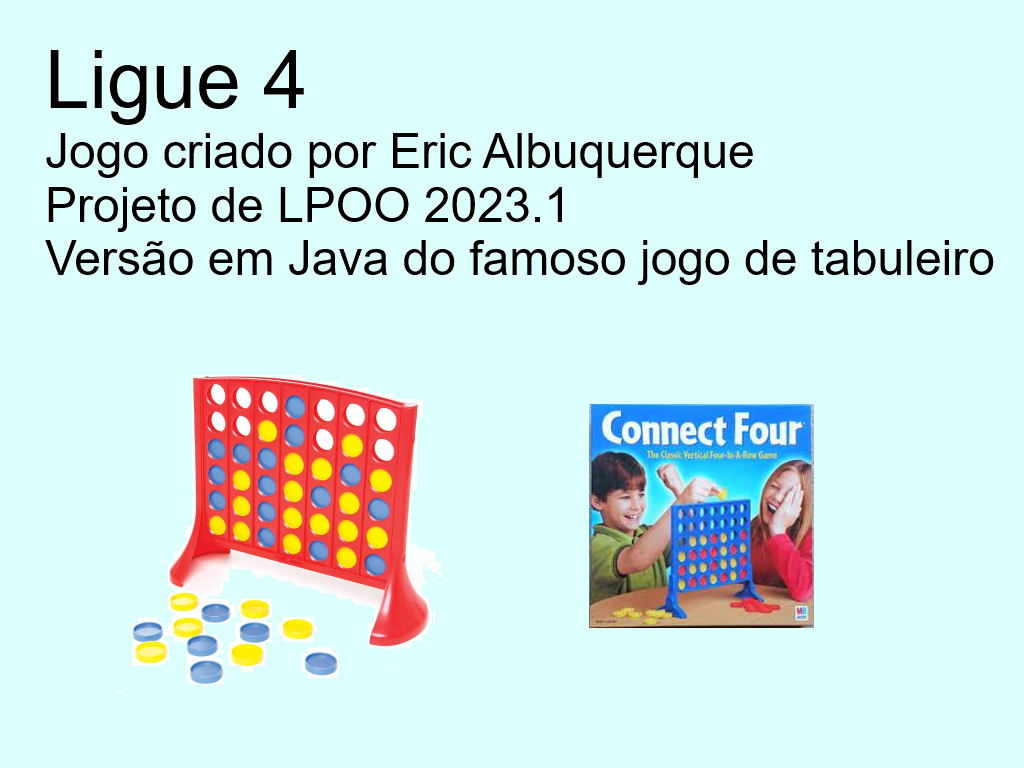 Ligue 4
Jogo criado por Eric Albuquerque
Projeto de LPOO 2023.1
Versão em Java do famoso jogo de tabuleiro
Connect Four
The Classic Vertical Four-In-A-Row Game
MB